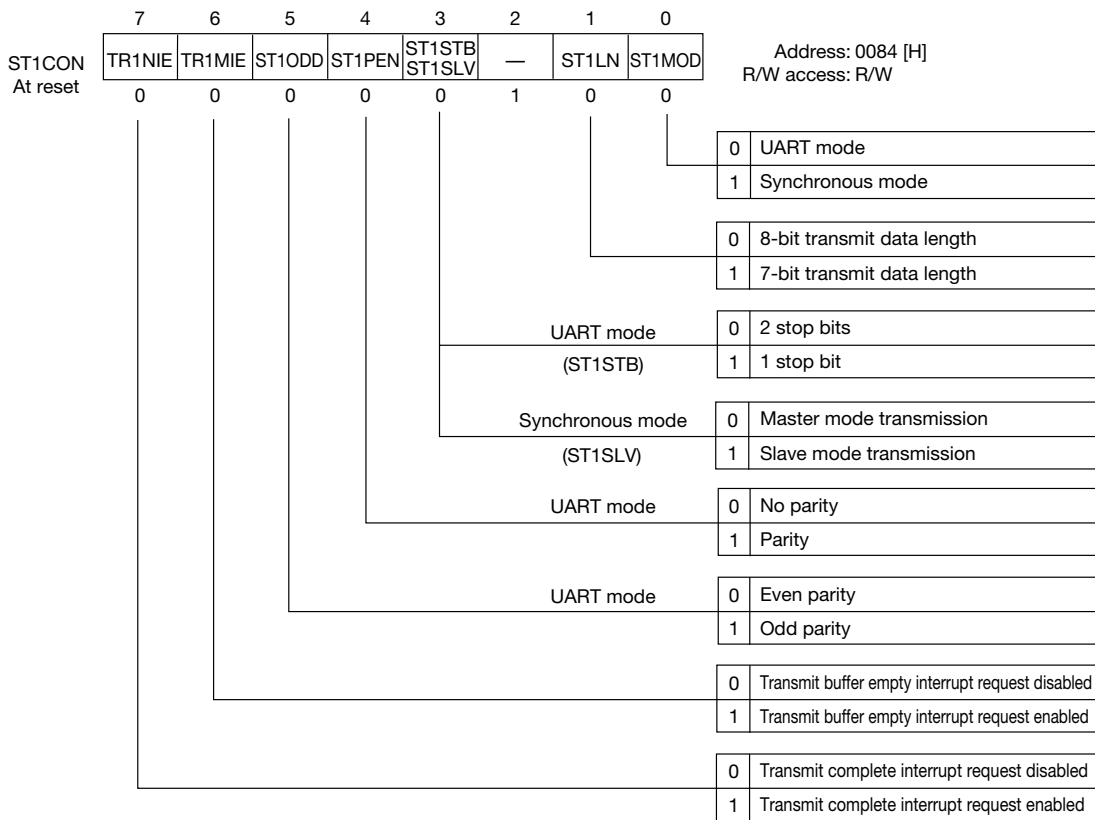 7 6 5 4 3 2 1 0
ST1CON
At reset
TR1NIE TR1MIE ST1ODD ST1PEN ST1STB ST1SLV — ST1LN ST1MOD
0 0 0 0 0 1 0 0
Address: 0084 [H]
R/W access: R/W
0 UART mode
1 Synchronous mode
0 8-bit transmit data length
1 7-bit transmit data length
UART mode
(ST1STB)
0 2 stop bits
1 1 stop bit
Synchronous mode
(ST1SLV)
0 Master mode transmission
1 Slave mode transmission
UART mode
0 No parity
1 Parity
UART mode
0 Even parity
1 Odd parity
0 Transmit buffer empty interrupt request disabled
1 Transmit buffer empty interrupt request enabled
0 Transmit complete interrupt request disabled
1 Transmit complete interrupt request enabled